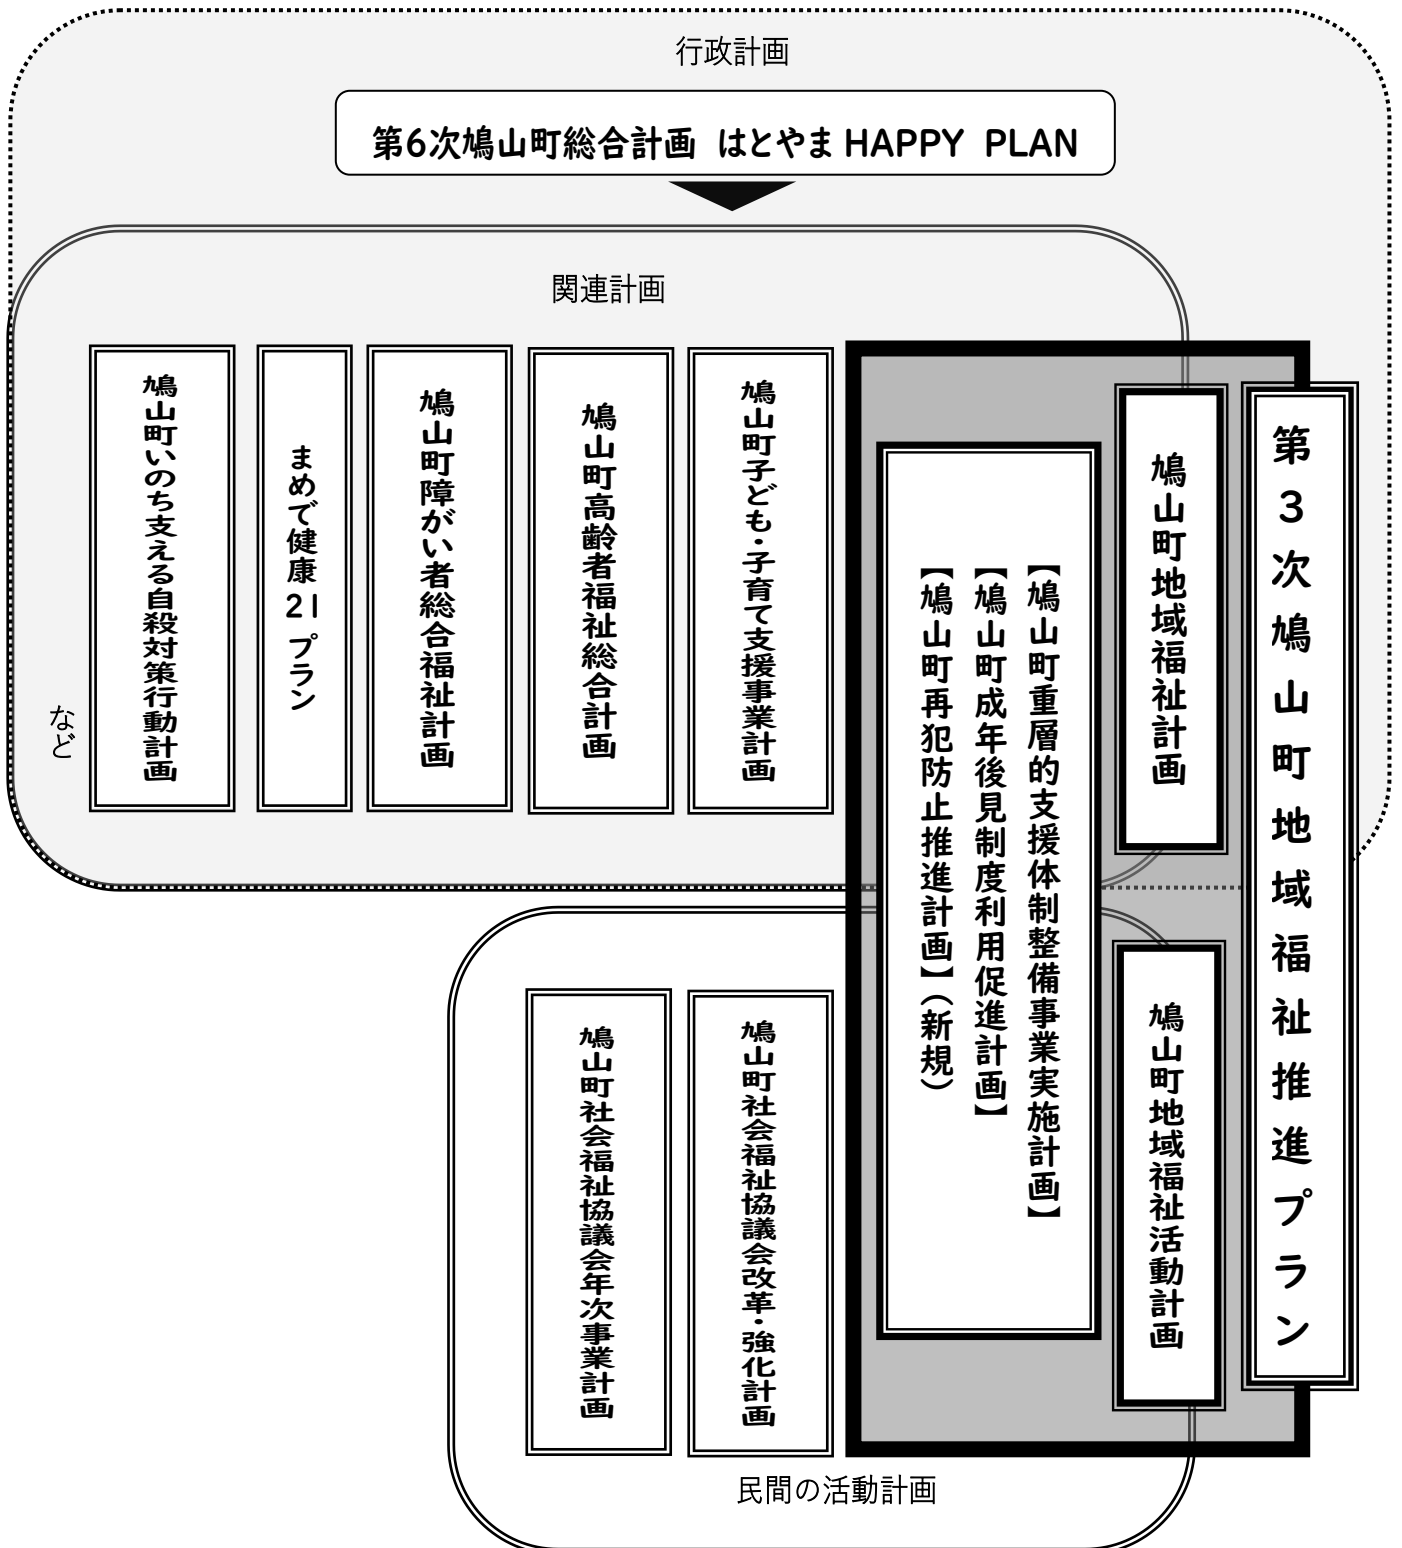 行政計画
第6次鳩山町総合計画 はとやま HAPPY PLAN
関連計画
第3次鳩山町地域福祉推進プラン
鳩山町地域福祉計画
鳩山町地域福祉活動計画
【鳩山町重層的支援体制整備事業実施計画】
【鳩山町成年後見制度利用促進計画】
【鳩山町再犯防止推進計画】（新規）
鳩山町子ども・子育て支援事業計画
鳩山町高齢者福祉総合計画
鳩山町障がい者総合福祉計画
まめで健康21プラン
鳩山町いのち支える自殺対策行動計画
など
鳩山町社会福祉協議会改革・強化計画
鳩山町社会福祉協議会年次事業計画
民間の活動計画